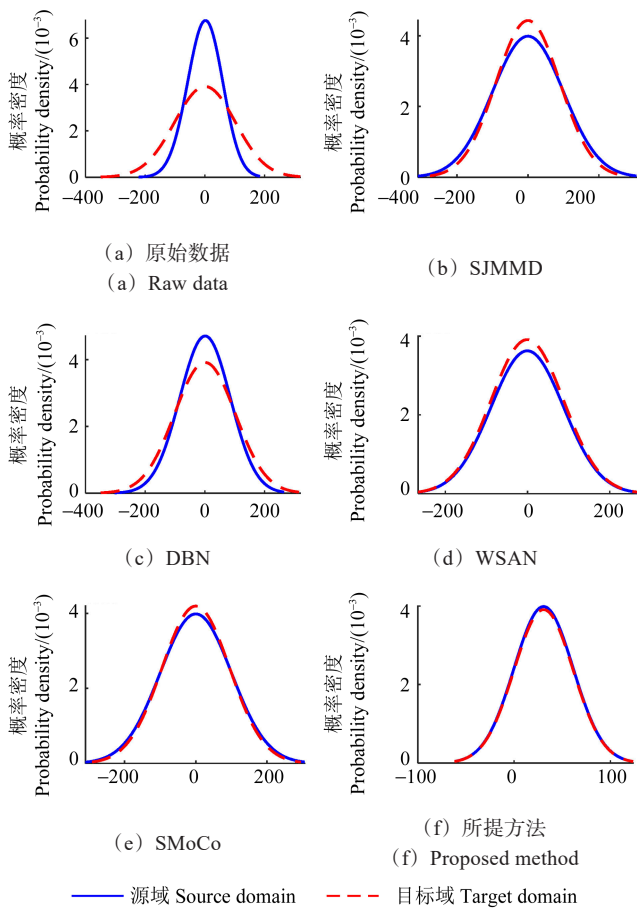 概率密度
Probability density/(10⁻³)
6
4
2
0
−400
−200
0
200
(a) 原始数据
(a) Raw data
概率密度
Probability density/(10⁻³)
4
2
0
−400
−200
0
200
(b) SJMMD
概率密度
Probability density/(10⁻³)
4
2
0
−400
−200
0
200
(c) DBN
概率密度
Probability density/(10⁻³)
4
2
0
−200
0
200
(d) WSAN
概率密度
Probability density/(10⁻³)
4
2
0
−200
0
200
(e) SMoCo
概率密度
Probability density/(10⁻³)
4
2
0
−100
0
100
(f) 所提方法
(f) Proposed method
源域 Source domain
目标域 Target domain